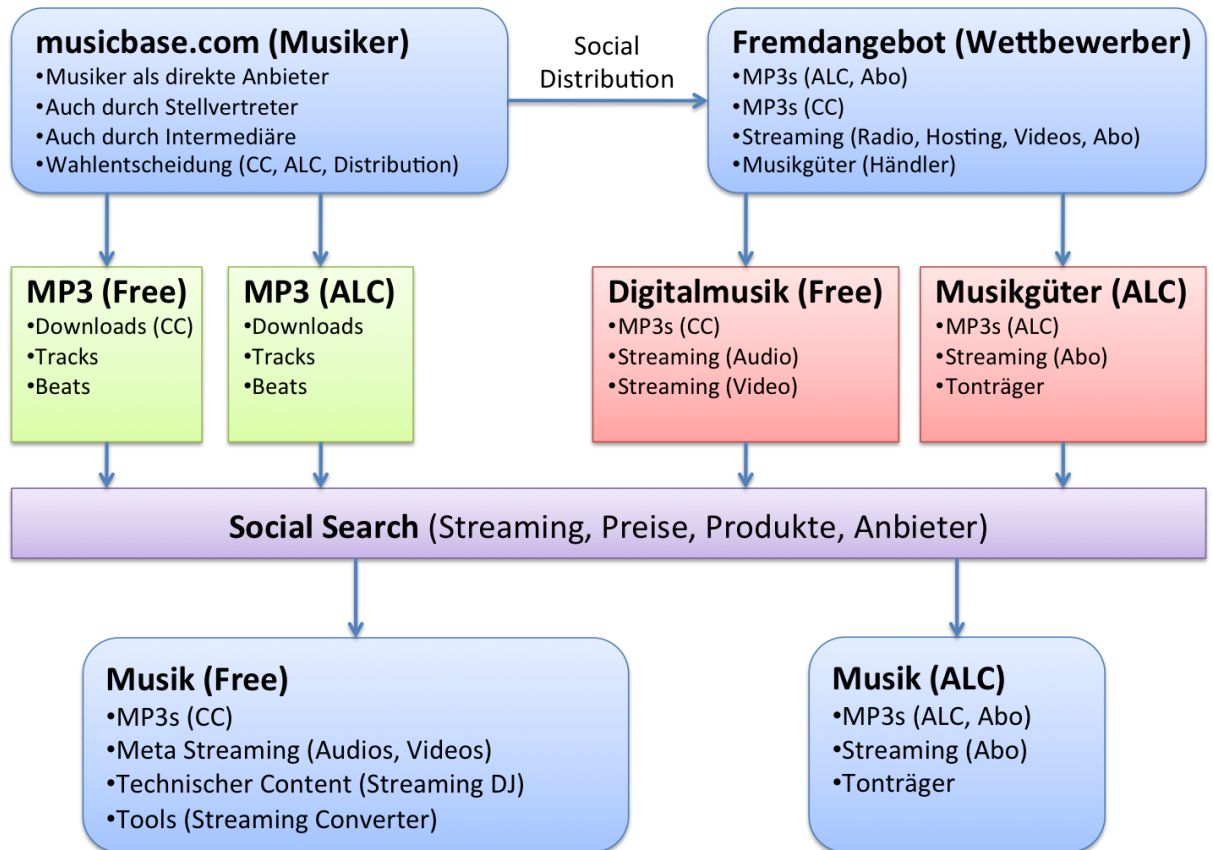 musicbase.com (Musiker)
•Musiker als direkte Anbieter
•Auch durch Stellvertreter
•Auch durch Intermediäre
•Wahlentscheidung (CC, ALC, Distribution)
Social
Distribution
Fremdangebot (Wettbewerber)
•MP3s (ALC, Abo)
•MP3s (CC)
•Streaming (Radio, Hosting, Videos, Abo)
•Musikgüter (Händler)
MP3 (Free)
•Downloads (CC)
•Tracks
•Beats
MP3 (ALC)
•Downloads
•Tracks
•Beats
Digitalmusik (Free)
•MP3s (CC)
•Streaming (Audio)
•Streaming (Video)
Musikgüter (ALC)
•MP3s (ALC)
•Streaming (Abo)
•Tonträger
Social Search (Streaming, Preise, Produkte, Anbieter)
Musik (Free)
•MP3s (CC)
•Meta Streaming (Audios, Videos)
•Technischer Content (Streaming DJ)
•Tools (Streaming Converter)
Musik (ALC)
•MP3s (ALC, Abo)
•Streaming (Abo)
•Tonträger